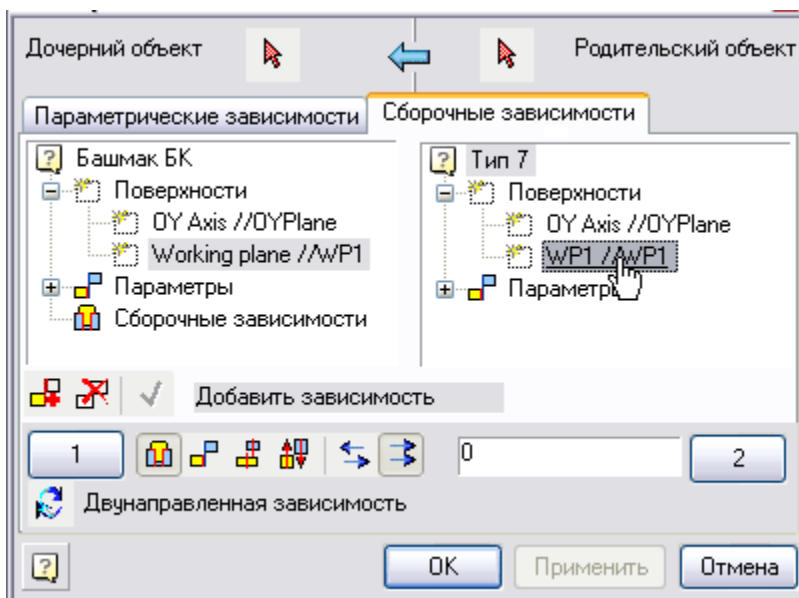 Дочерний объект
Родительский объект
Параметрические зависимости
Сборочные зависимости
Башмак БК
Поверхности
OY Axis //OYPlane
Working plane //WP1
Параметры
Сборочные зависимости
Тип 7
Поверхности
OY Axis //OYPlane
WP1 //AWP1
Параметры
Добавить зависимость
1
0
2
Двунаправленная зависимость
OK
Применить
Отмена